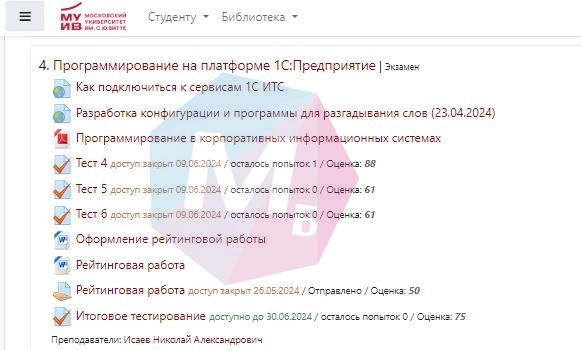 МУ ИВ МОСКОВСКИЙ УНИВЕРСИТЕТ ИМ. С.Ю.ВИТТЕ
Студенту Библиотека
4. Программирование на платформе 1С:Предприятие | Экзамен
Как подключиться к сервисам 1С ИТС
Разработка конфигурации и программы для разгадывания слов (23.04.2024)
Программирование в корпоративных информационных системах
Тест 4 доступ закрыт 09.06.2024 / осталось попыток 1 / Оценка: 88
Тест 5 доступ закрыт 09.06.2024 / осталось попыток 0 / Оценка: 61
Тест 6 доступ закрыт 09.06.2024 / осталось попыток 0 / Оценка: 61
Оформление рейтинговой работы
Рейтинговая работа
Рейтинговая работа доступ закрыт 26.05.2024 / Отправлено / Оценка: 50
Итоговое тестирование доступно до 30.06.2024 / осталось попыток 0 / Оценка: 75
Преподаватели: Исаев Николай Александрович
МБ